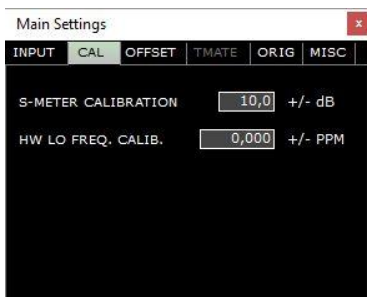 Main Settings x
INPUT CAL OFFSET TMATE ORIG MISC
S-METER CALIBRATION 10,0 +/- dB
HW LO FREQ. CALIB. 0,000 +/- PPM